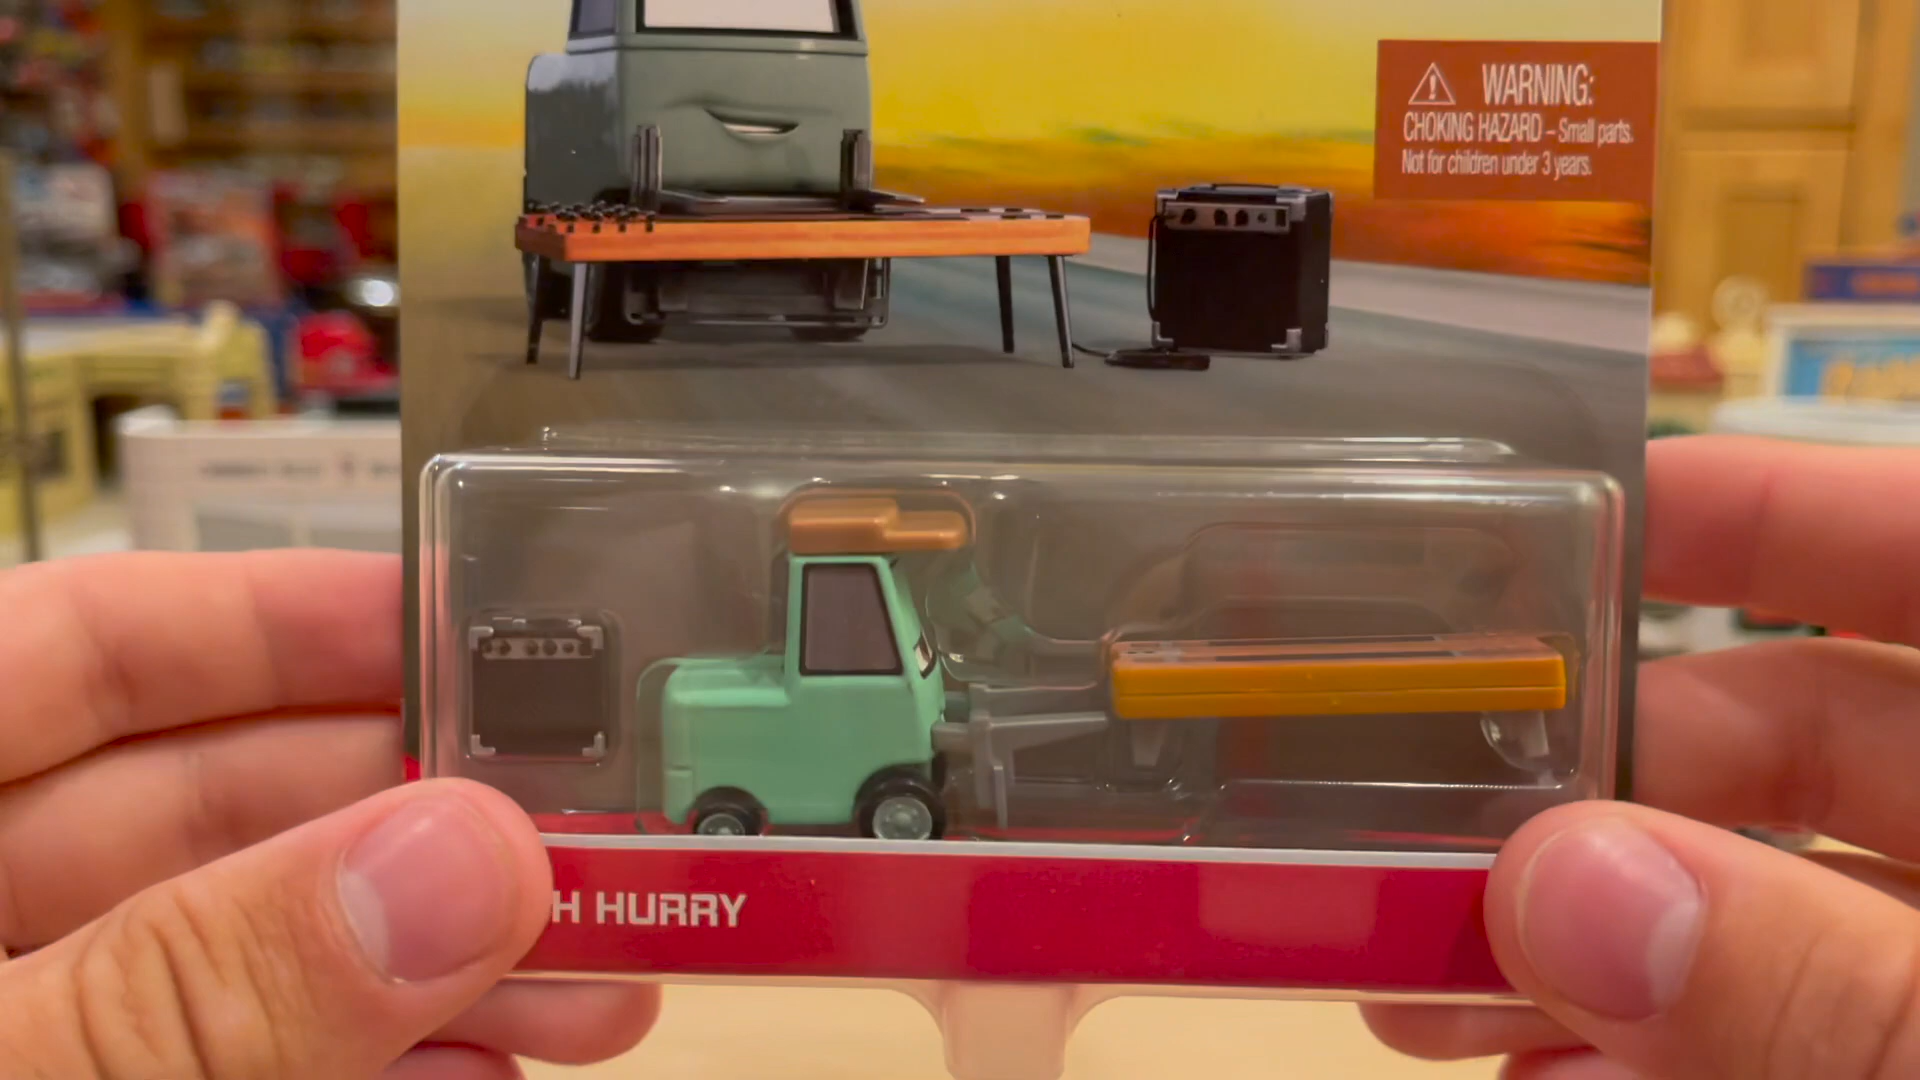 WARNING:
CHOKING HAZARD – Small parts.
Not for children under 3 years.
H HURRY